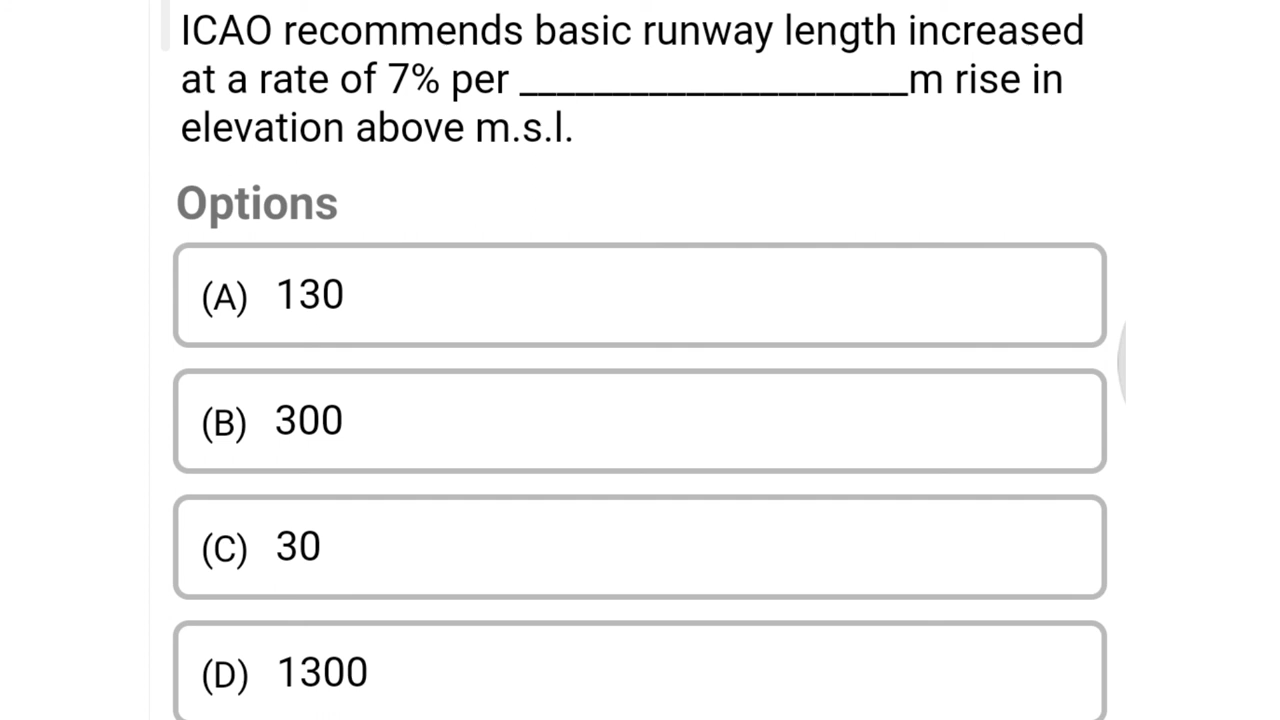 ICAO recommends basic runway length increased
at a rate of 7% per _____________________m rise in
elevation above m.s.l.
Options
(A) 130
(B) 300
(C) 30
(D) 1300